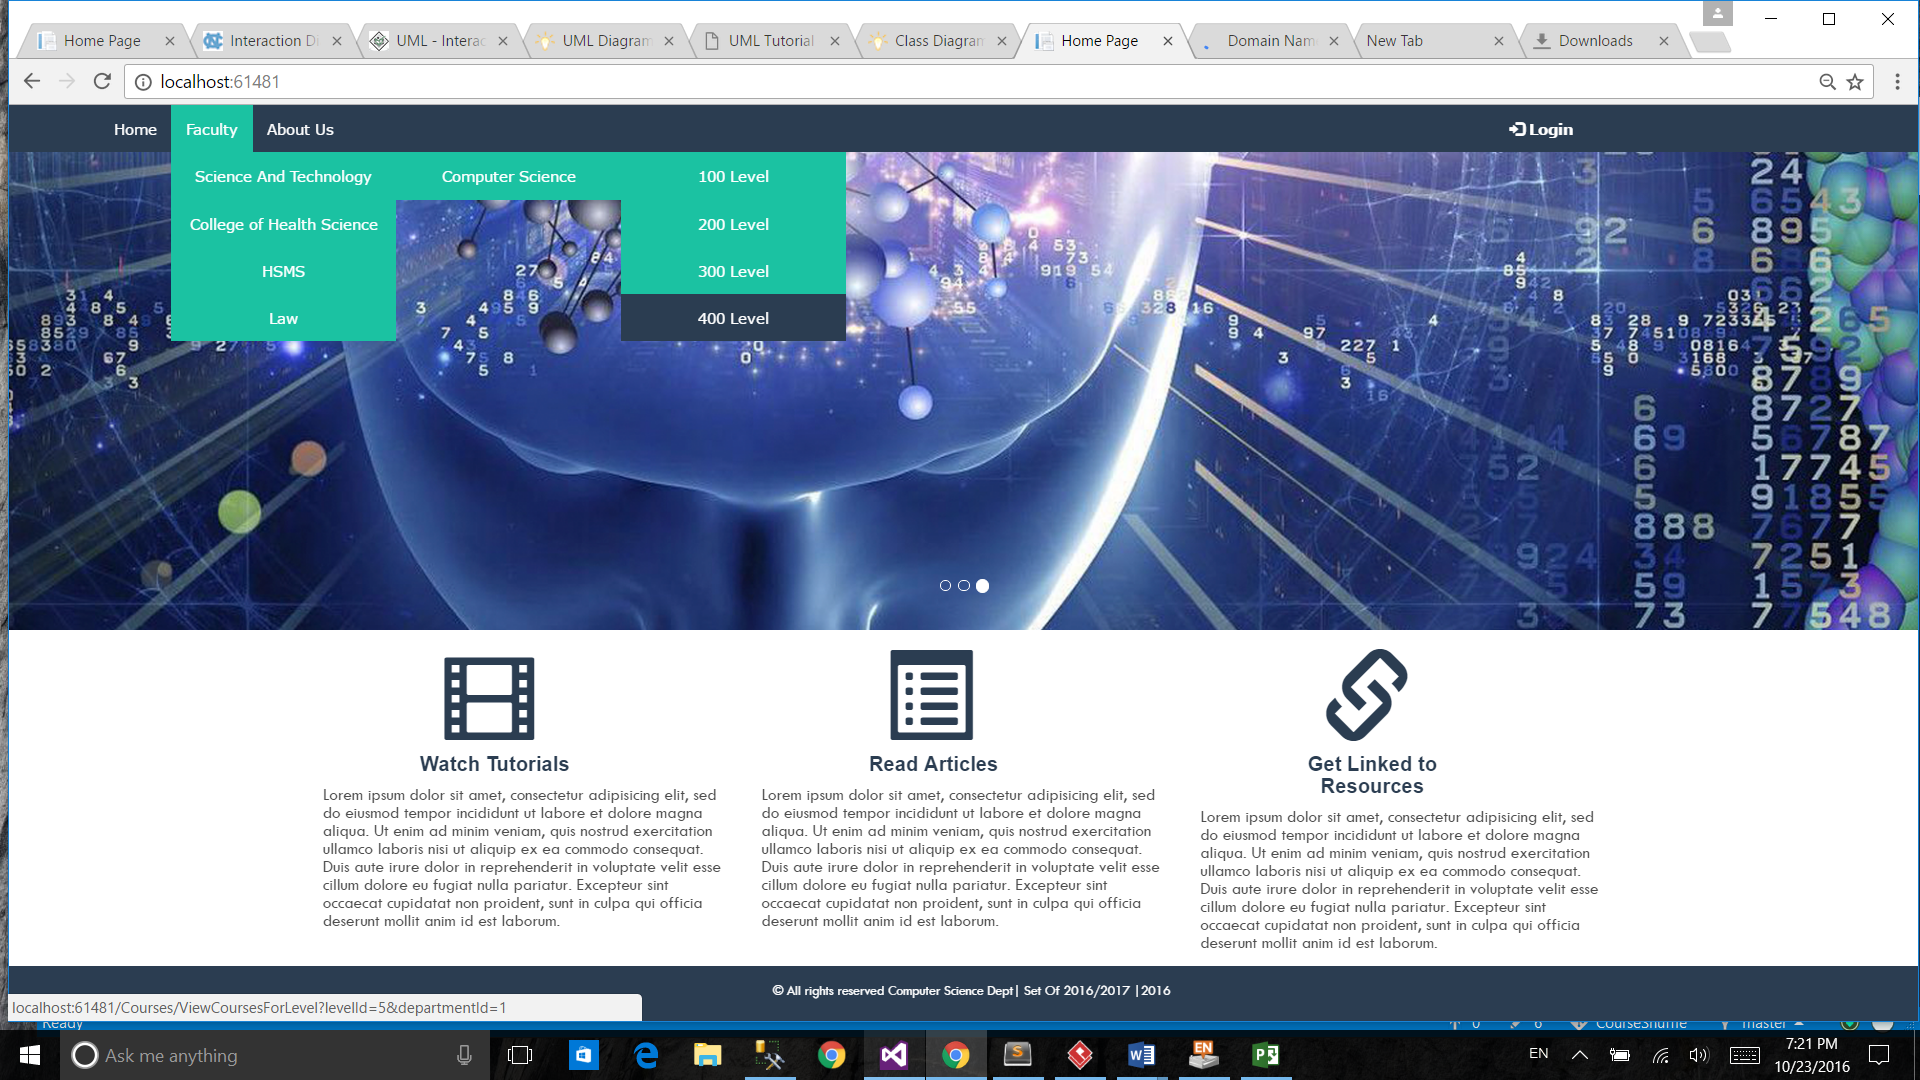 Home Page
Interaction Di
UML - Interac
UML Diagram
UML Tutorial
Class Diagram
Home Page
Domain Nam
New Tab
Downloads
localhost:61481
Home
Faculty
About Us
Login
Science And Technology
Computer Science
100 Level
College of Health Science
200 Level
HSMS
300 Level
Law
400 Level
Watch Tutorials
Lorem ipsum dolor sit amet, consectetur adipisicing elit, sed
do eiusmod tempor incididunt ut labore et dolore magna
aliqua. Ut enim ad minim veniam, quis nostrud exercitation
ullamco laboris nisi ut aliquip ex ea commodo consequat.
Duis aute irure dolor in reprehenderit in voluptate velit esse
cillum dolore eu fugiat nulla pariatur. Excepteur sint
occaecat cupidatat non proident, sunt in culpa qui officia
deserunt mollit anim id est laborum.
Read Articles
Lorem ipsum dolor sit amet, consectetur adipisicing elit, sed
do eiusmod tempor incididunt ut labore et dolore magna
aliqua. Ut enim ad minim veniam, quis nostrud exercitation
ullamco laboris nisi ut aliquip ex ea commodo consequat.
Duis aute irure dolor in reprehenderit in voluptate velit esse
cillum dolore eu fugiat nulla pariatur. Excepteur sint
occaecat cupidatat non proident, sunt in culpa qui officia
deserunt mollit anim id est laborum.
Get Linked to
Resources
Lorem ipsum dolor sit amet, consectetur adipisicing elit, sed
do eiusmod tempor incididunt ut labore et dolore magna
aliqua. Ut enim ad minim veniam, quis nostrud exercitation
ullamco laboris nisi ut aliquip ex ea commodo consequat.
Duis aute irure dolor in reprehenderit in voluptate velit esse
cillum dolore eu fugiat nulla pariatur. Excepteur sint
occaecat cupidatat non proident, sunt in culpa qui officia
deserunt mollit anim id est laborum.
© All rights reserved Computer Science Dept| Set Of 2016/2017 |2016
localhost:61481/Courses/ViewCoursesForLevel?levelId=5&departmentId=1
Ready
0
6
CourseShuffle
master
Ask me anything
EN
7:21 PM
10/23/2016